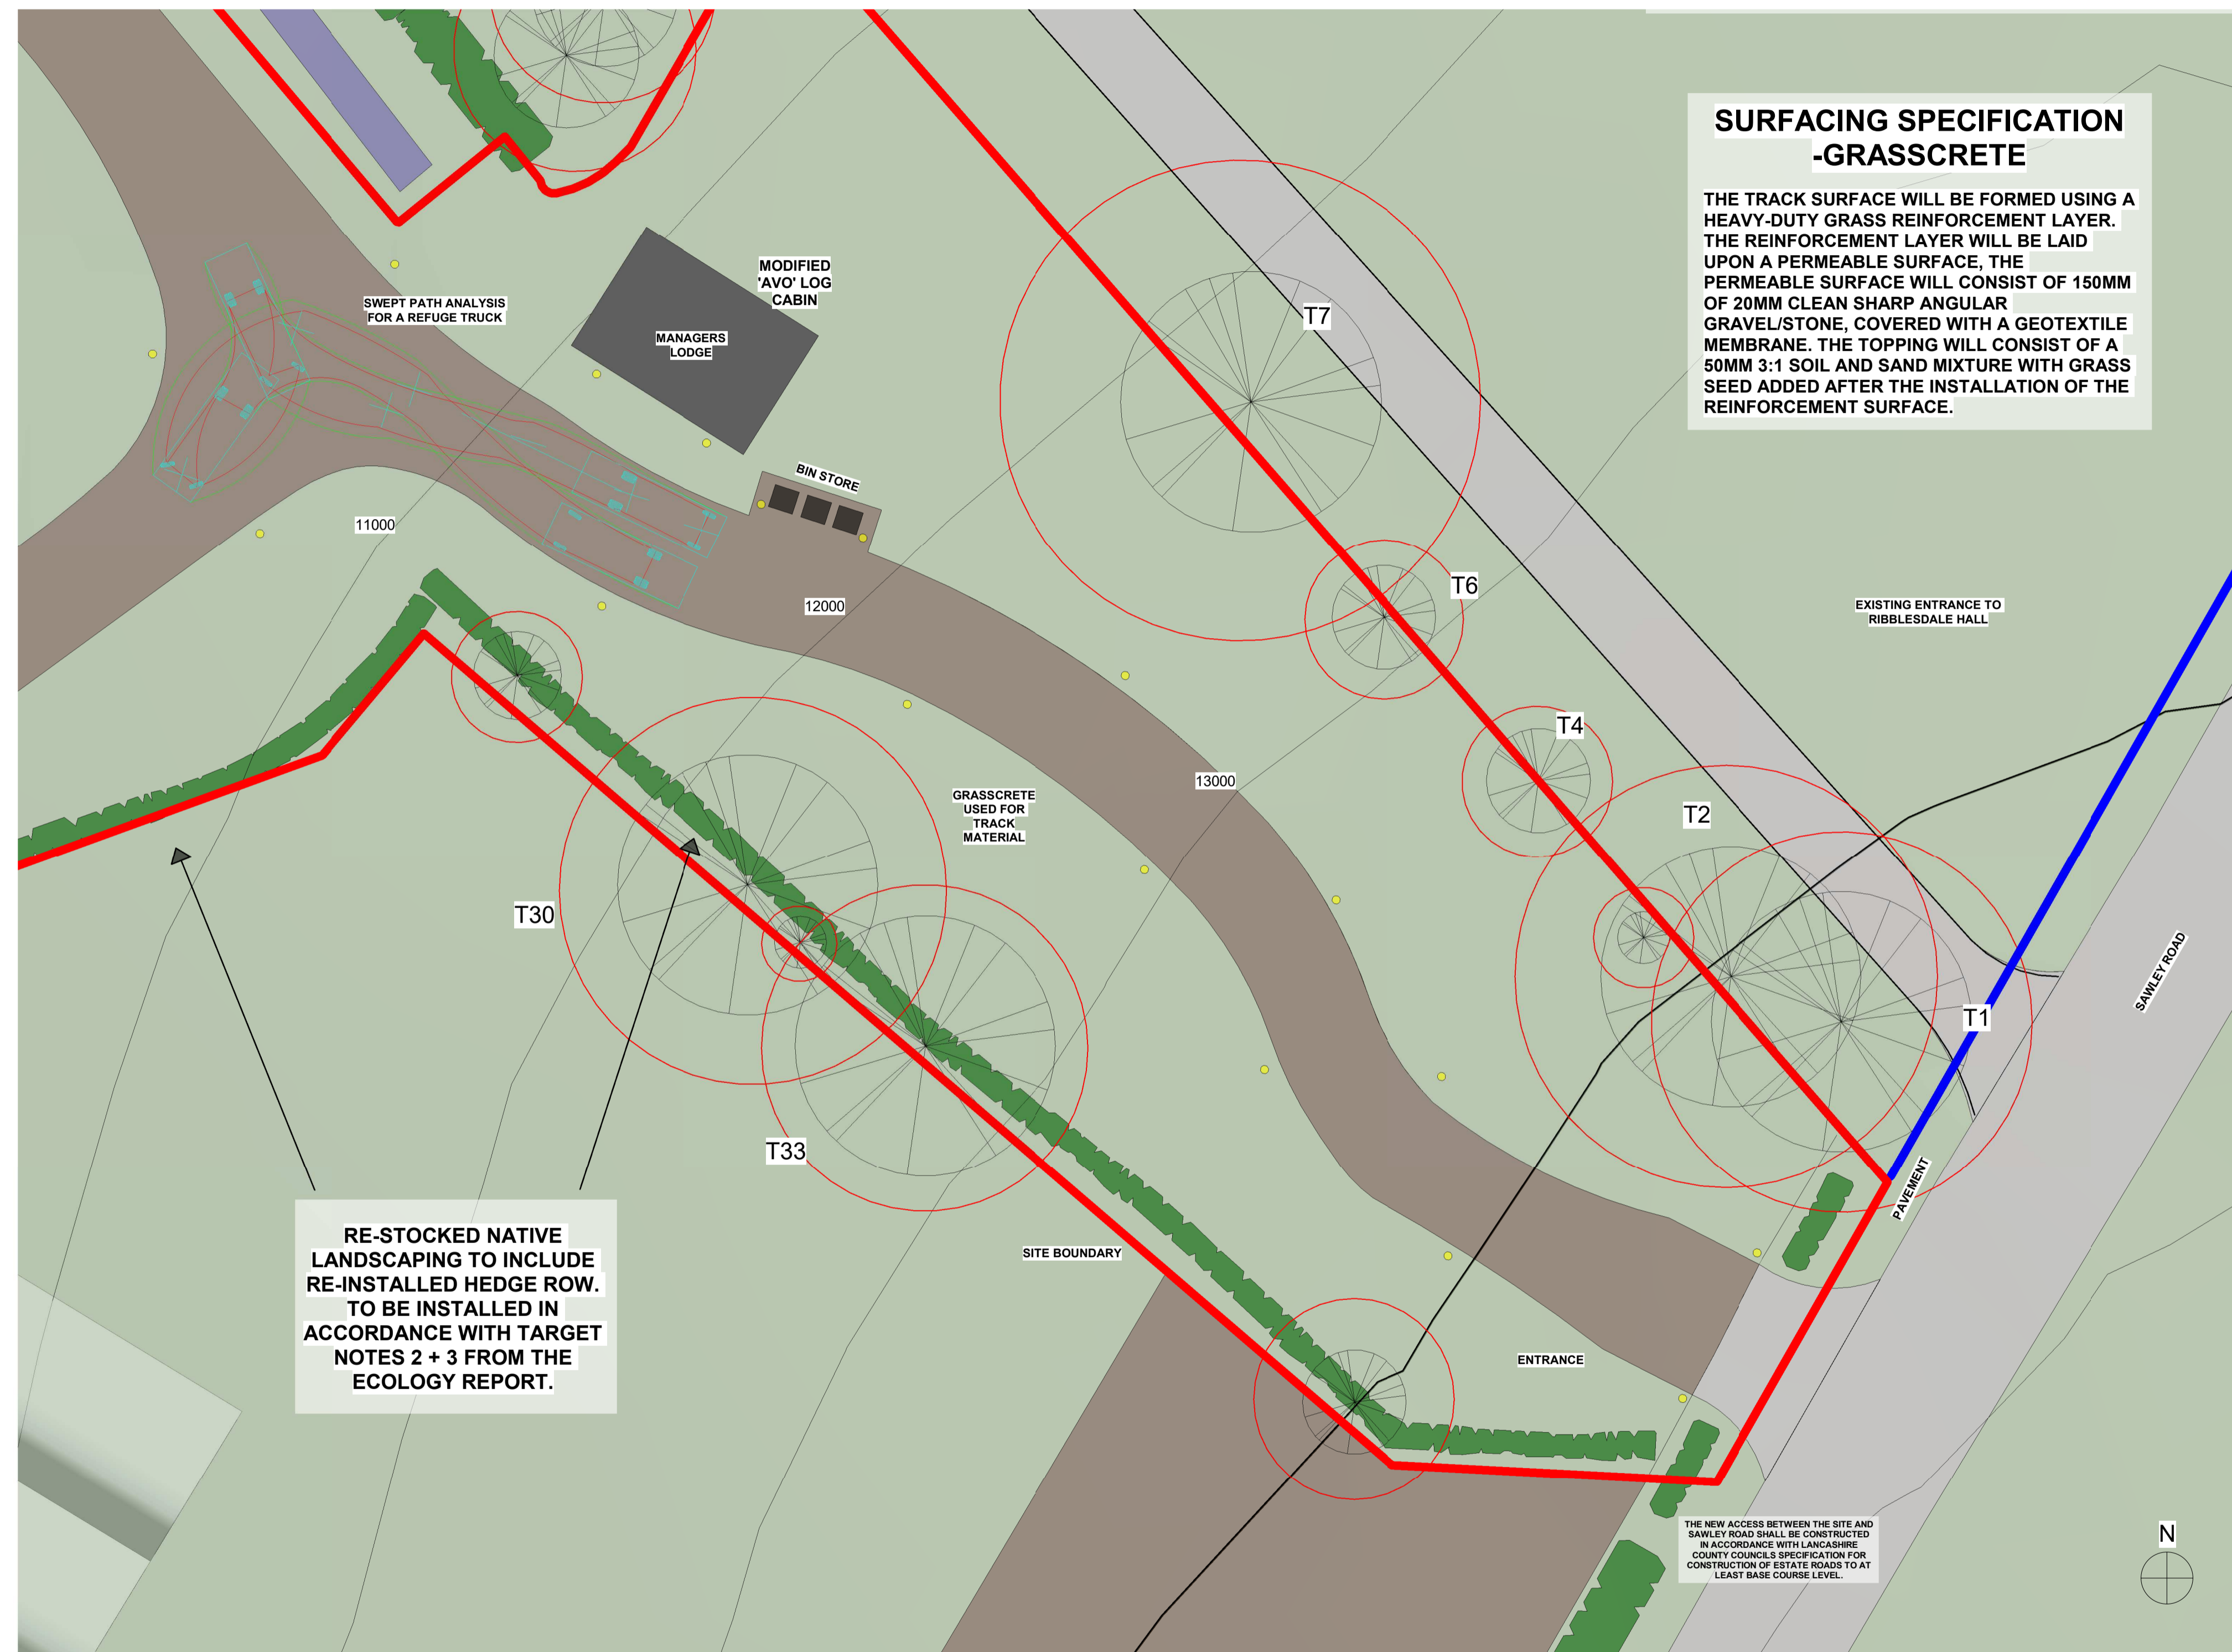 SURFACING SPECIFICATION
-GRASSCRETE
THE TRACK SURFACE WILL BE FORMED USING A
HEAVY-DUTY GRASS REINFORCEMENT LAYER.
THE REINFORCEMENT LAYER WILL BE LAID
UPON A PERMEABLE SURFACE, THE
PERMEABLE SURFACE WILL CONSIST OF 150MM
OF 20MM CLEAN SHARP ANGULAR
GRAVEL/STONE, COVERED WITH A GEOTEXTILE
MEMBRANE. THE TOPPING WILL CONSIST OF A
50MM 3:1 SOIL AND SAND MIXTURE WITH GRASS
SEED ADDED AFTER THE INSTALLATION OF THE
REINFORCEMENT SURFACE.
MODIFIED
'AVO' LOG
CABIN
SWEPT PATH ANALYSIS
FOR A REFUGE TRUCK
MANAGERS
LODGE
T7
BIN STORE
11000
12000
T6
EXISTING ENTRANCE TO
RIBBLESDALE HALL
T4
13000
GRASSCRETE
USED FOR
TRACK
MATERIAL
T2
T30
SAWLEY ROAD
T1
T33
PAVEMENT
SITE BOUNDARY
RE-STOCKED NATIVE
LANDSCAPING TO INCLUDE
RE-INSTALLED HEDGE ROW.
TO BE INSTALLED IN
ACCORDANCE WITH TARGET
NOTES 2 + 3 FROM THE
ECOLOGY REPORT.
ENTRANCE
THE NEW ACCESS BETWEEN THE SITE AND
SAWLEY ROAD SHALL BE CONSTRUCTED
IN ACCORDANCE WITH LANCASHIRE
COUNTY COUNCILS SPECIFICATION FOR
CONSTRUCTION OF ESTATE ROADS TO AT
LEAST BASE COURSE LEVEL.
N